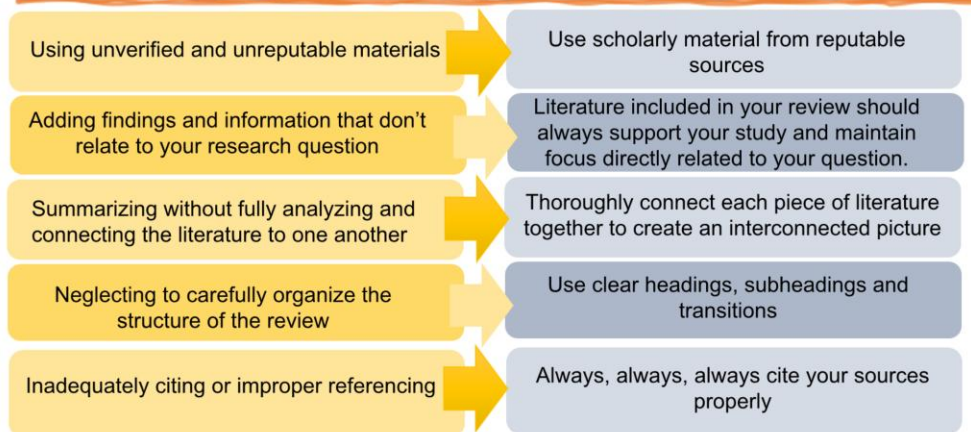 Using unverified and unreputable materials
Use scholarly material from reputable
sources
Adding findings and information that don’t
relate to your research question
Literature included in your review should
always support your study and maintain
focus directly related to your question.
Summarizing without fully analyzing and
connecting the literature to one another
Thoroughly connect each piece of literature
together to create an interconnected picture
Neglecting to carefully organize the
structure of the review
Use clear headings, subheadings and
transitions
Inadequately citing or improper referencing
Always, always, always cite your sources
properly